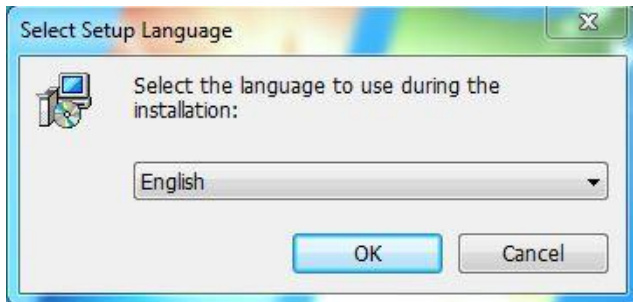 Select Setup Language
Select the language to use during the
installation:
English
OK
Cancel